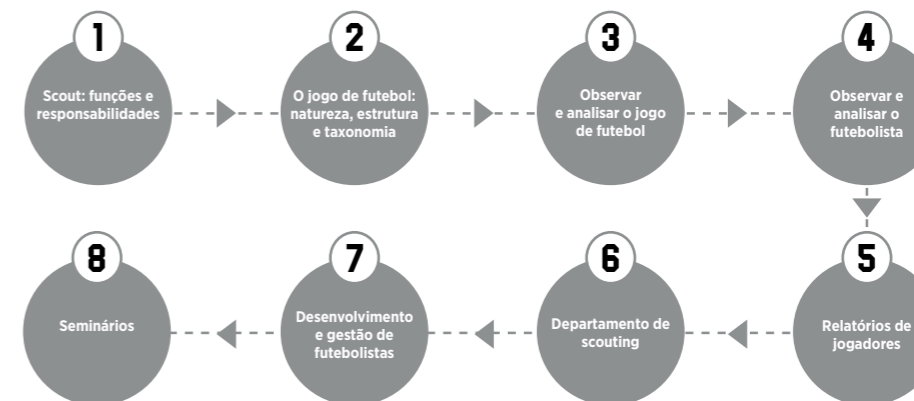 1
Scout: funções e
responsabilidades
2
O jogo de futebol:
natureza, estrutura
e taxonomia
3
Observar
e analisar o jogo
de futebol
4
Observar e
analisar o
futebolista
5
Relatórios de
jogadores
6
Departamento de
scouting
7
Desenvolvimento
e gestão de
futebolistas
8
Seminários